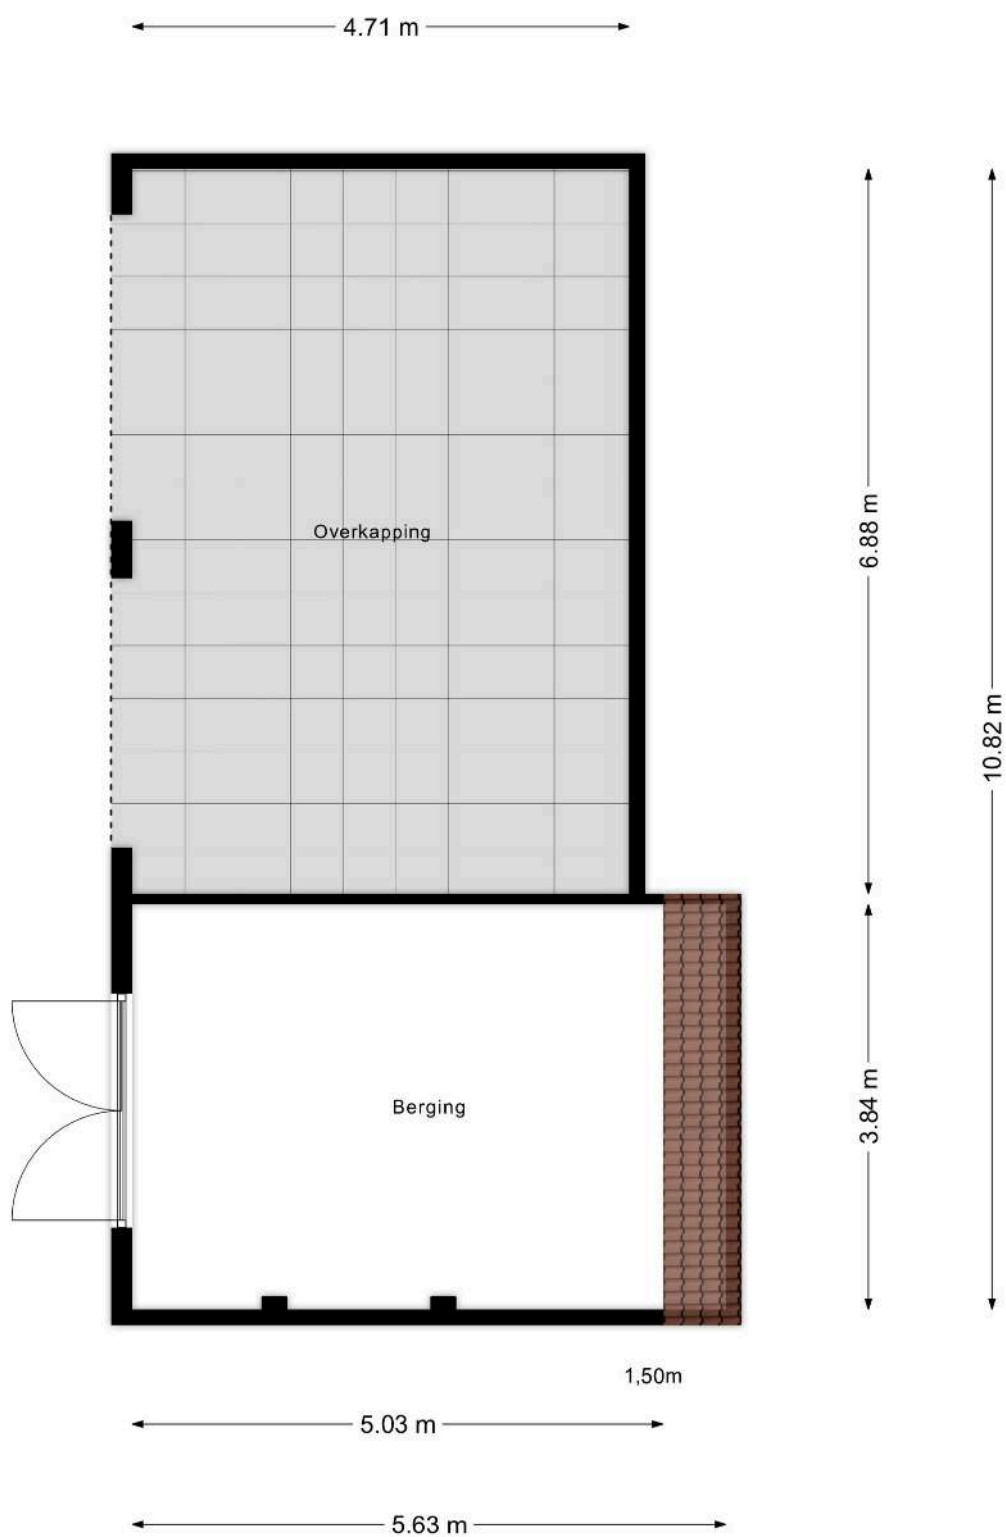 4.71 m
Overkapping
6.88 m
10.82 m
Berging
3.84 m
1,50m
5.03 m
5.63 m